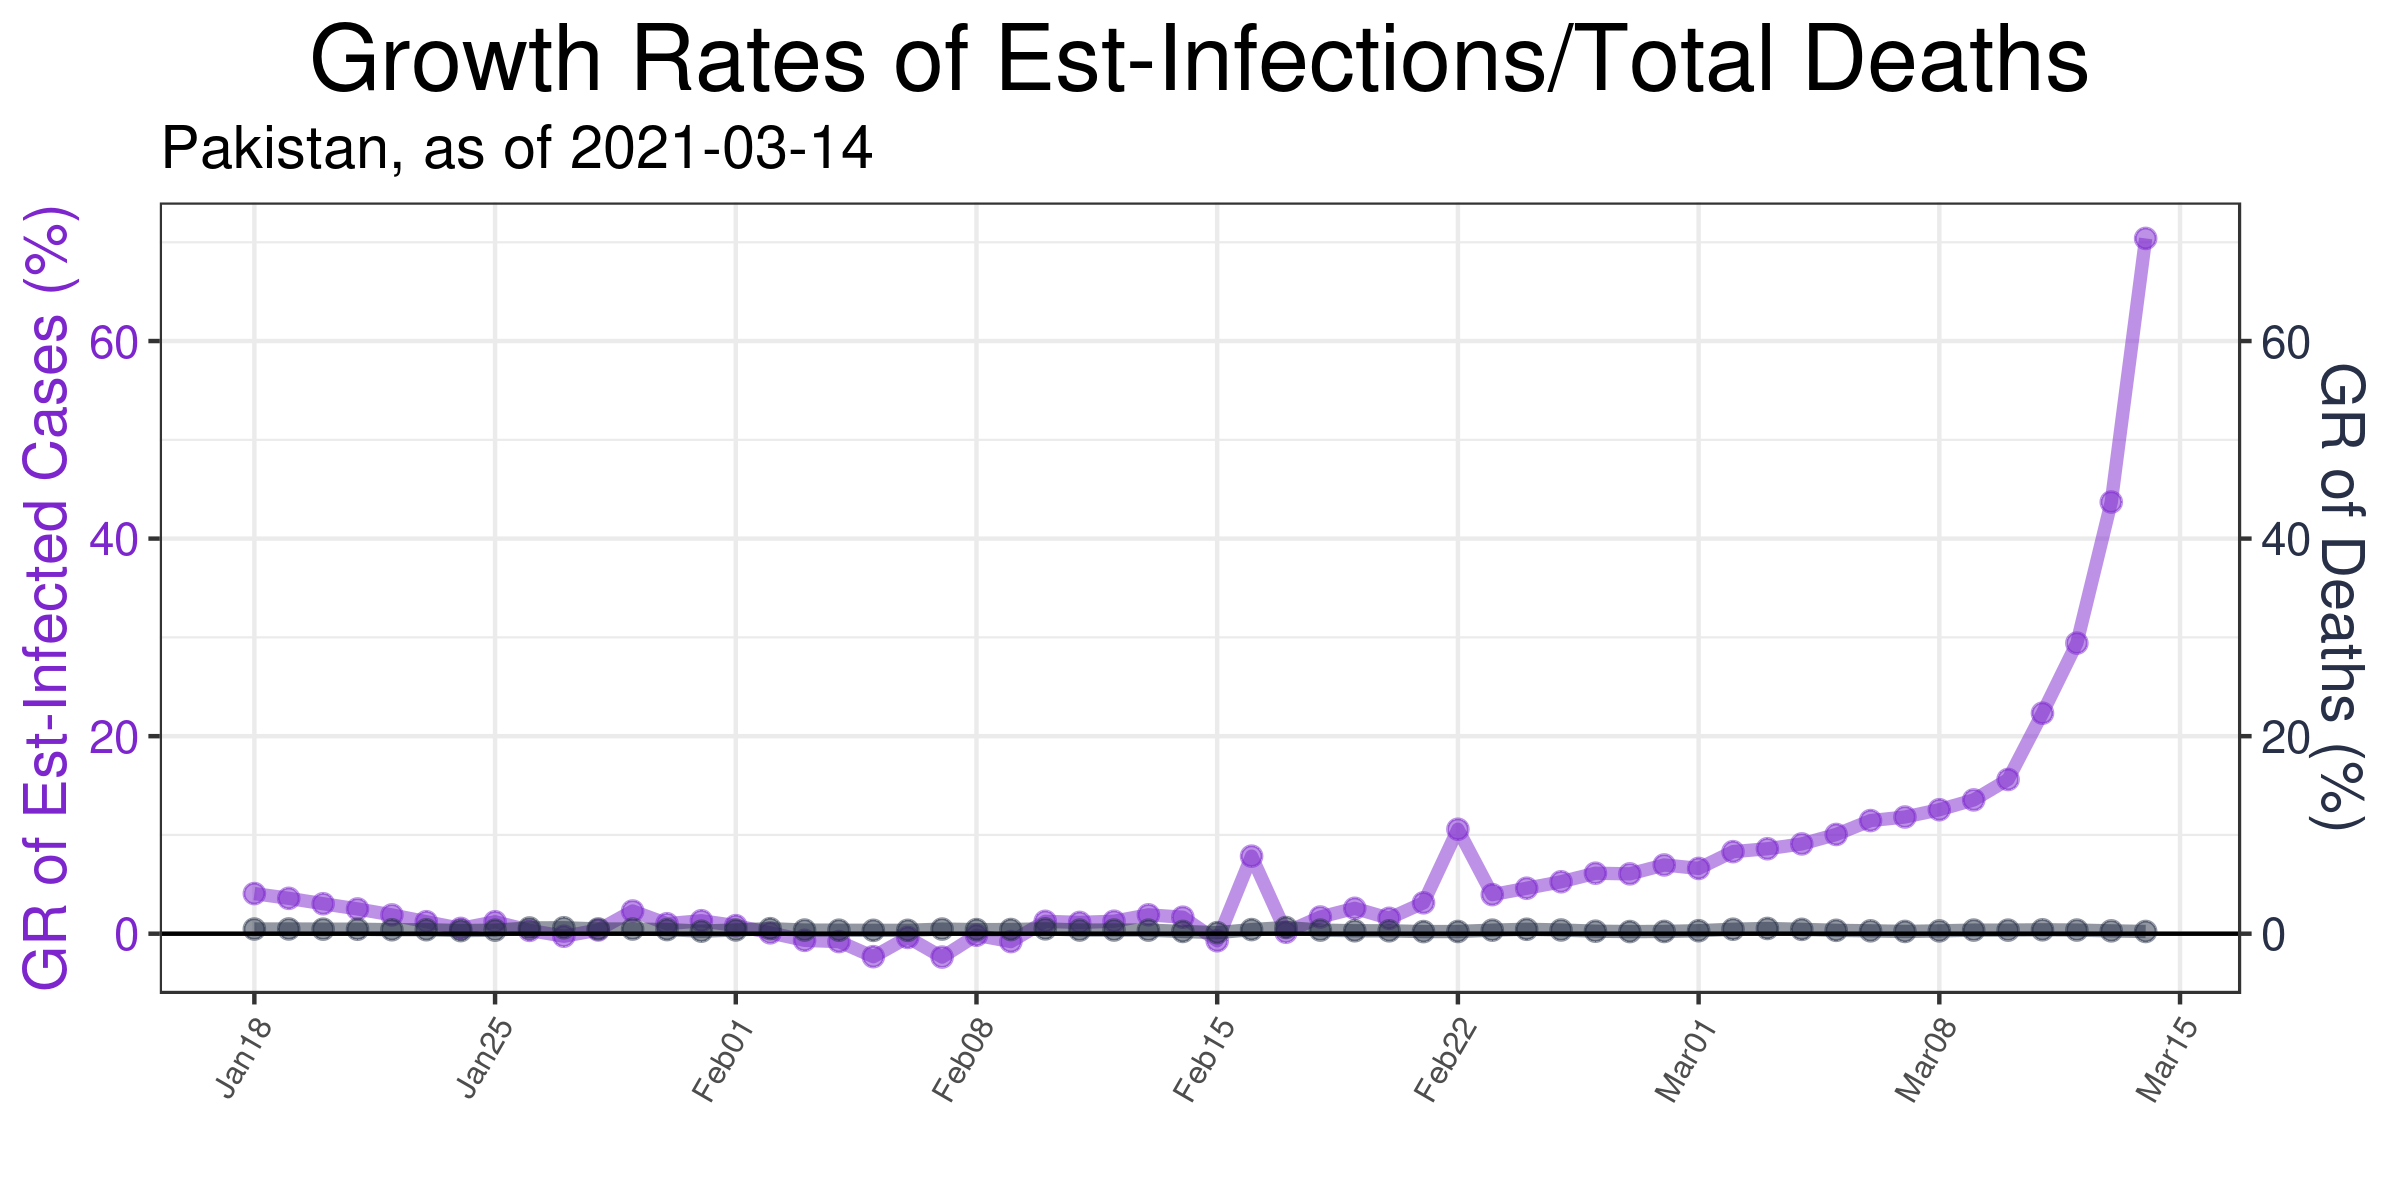 Growth Rates of Est-Infections/Total Deaths
Pakistan, as of 2021-03-14
GR of Est-Infected Cases (%)
60
40
20
0
60
40
20
0
GR of Deaths (%)
Jan18
Jan25
Feb01
Feb08
Feb15
Feb22
Mar01
Mar08
Mar15